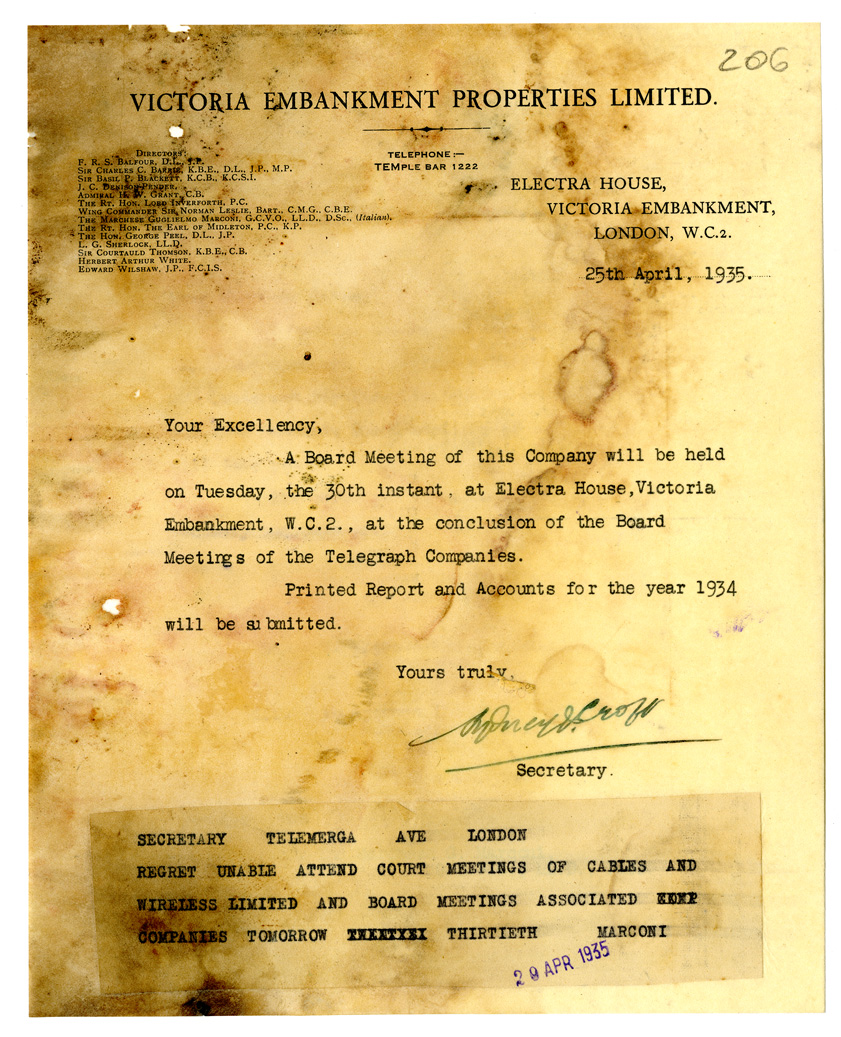 206
VICTORIA EMBANKMENT PROPERTIES LIMITED.
DIRECTORS:
F. R. S. BALFOUR, D.L., J.P.
SIR CHARLES C. BARRIE, K.B.E., D.L., J.P., M.P.
SIR BASIL P. BLACKETT, K.C.B., K.C.S.I.
J. C. DENISON-PENDER.
ADMIRAL H. W. GRANT, C.B.
THE RT. HON. LORD INVERFORTH, P.C.
WING COMMANDER SIR NORMAN LESLIE, BART., C.M.G., C.B.E.
THE MARCHESE GUGLIELMO MARCONI, G.C.V.O., LL.D., D.SC., (Italian).
THE RT. HON. THE EARL OF MIDLETON, P.C., K.P.
THE HON. GEORGE PEEL, D.L., J.P.
L. G. SHERLOCK, LL.D.
SIR COURTAULD THOMSON, K.B.E., C.B.
HERBERT ARTHUR WHITE.
EDWARD WILSHAW, J.P., F.C.I.S.
TELEPHONE:—
TEMPLE BAR 1222
ELECTRA HOUSE,
VICTORIA EMBANKMENT,
LONDON, W.C.2.
25th April, 1935.
Your Excellency,
A Board Meeting of this Company will be held
on Tuesday, the 30th instant, at Electra House,Victoria
Embankment, W.C.2., at the conclusion of the Board
Meetings of the Telegraph Companies.
Printed Report and Accounts for the year 1934
will be submitted.
Yours truly,
Sydney E. Croft
Secretary.
SECRETARY TELEMERGA AVE LONDON
REGRET UNABLE ATTEND COURT MEETINGS OF CABLES AND
WIRELESS LIMITED AND BOARD MEETINGS ASSOCIATED
COMPANIES TOMORROW THIRTIETH MARCONI
29 APR 1935